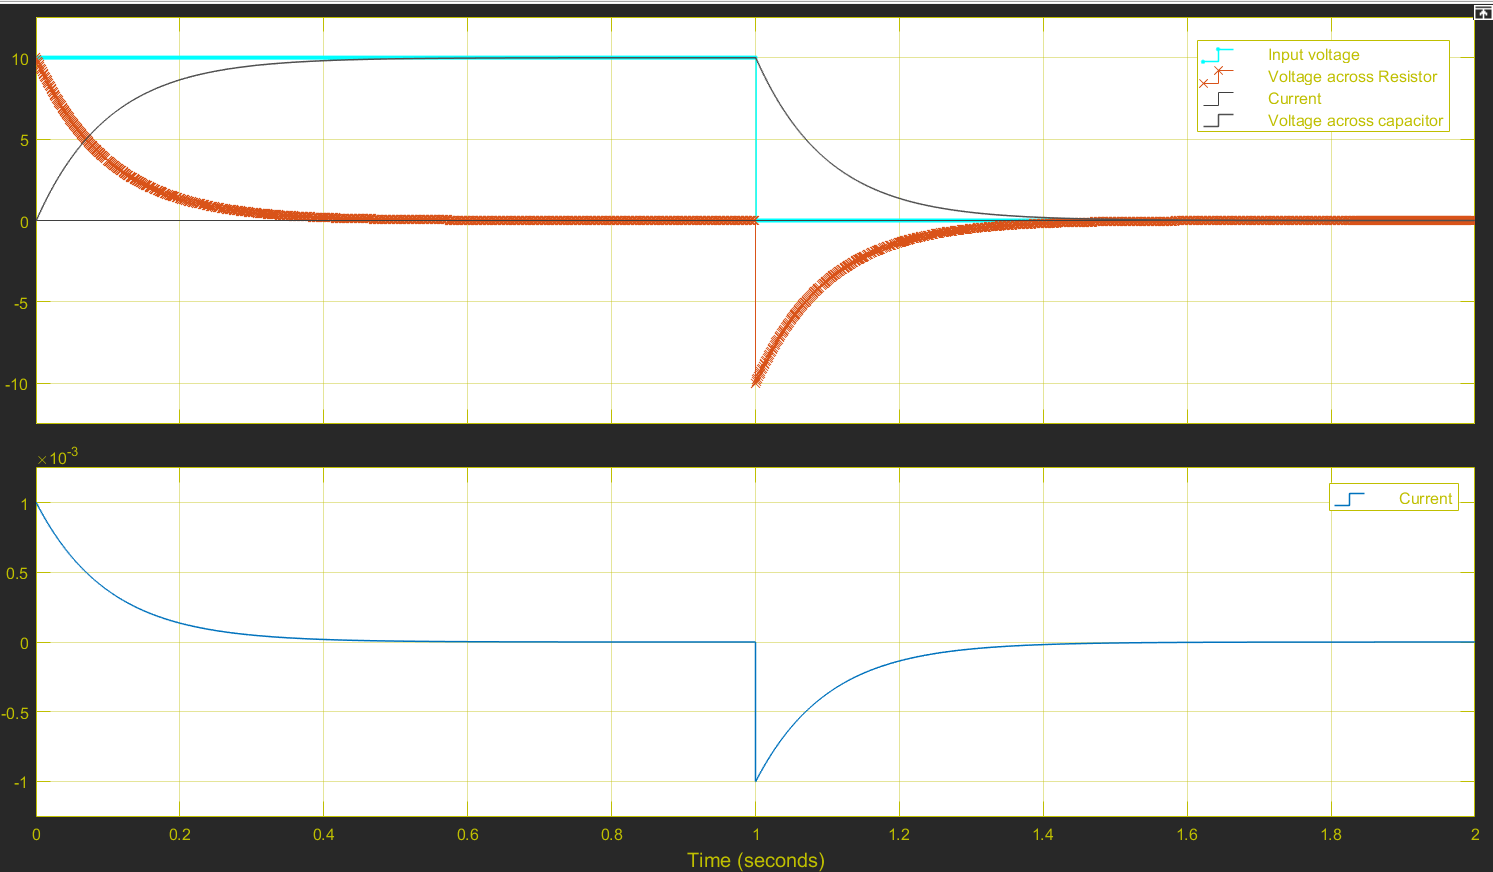 10
5
0
-5
-10
Input voltage
Voltage across Resistor
Current
Voltage across capacitor
×10-3
1
0.5
0
-0.5
-1
Current
0 0.2 0.4 0.6 0.8 1 1.2 1.4 1.6 1.8 2
Time (seconds)